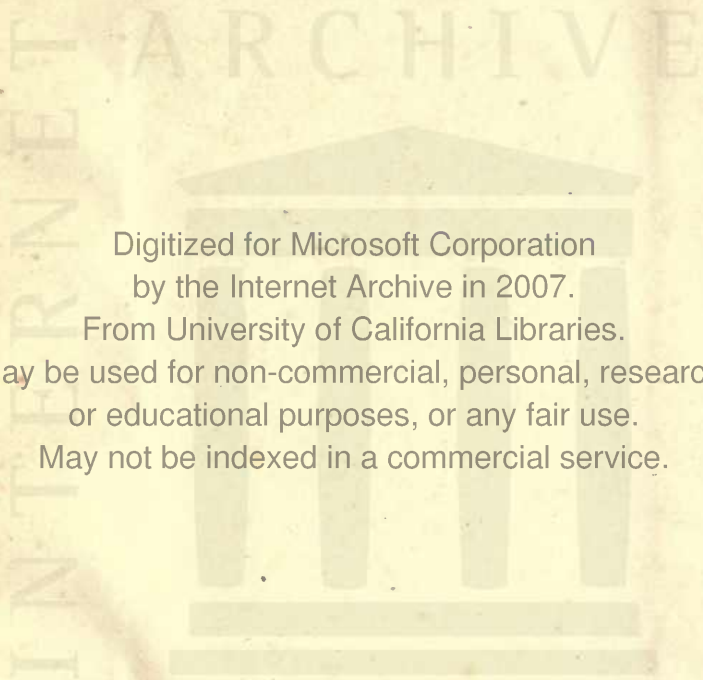 ARCHIVE
INTERNET
Digitized for Microsoft Corporation
by the Internet Archive in 2007.
From University of California Libraries.
ay be used for non-commercial, personal, researc
or educational purposes, or any fair use.
May not be indexed in a commercial service.